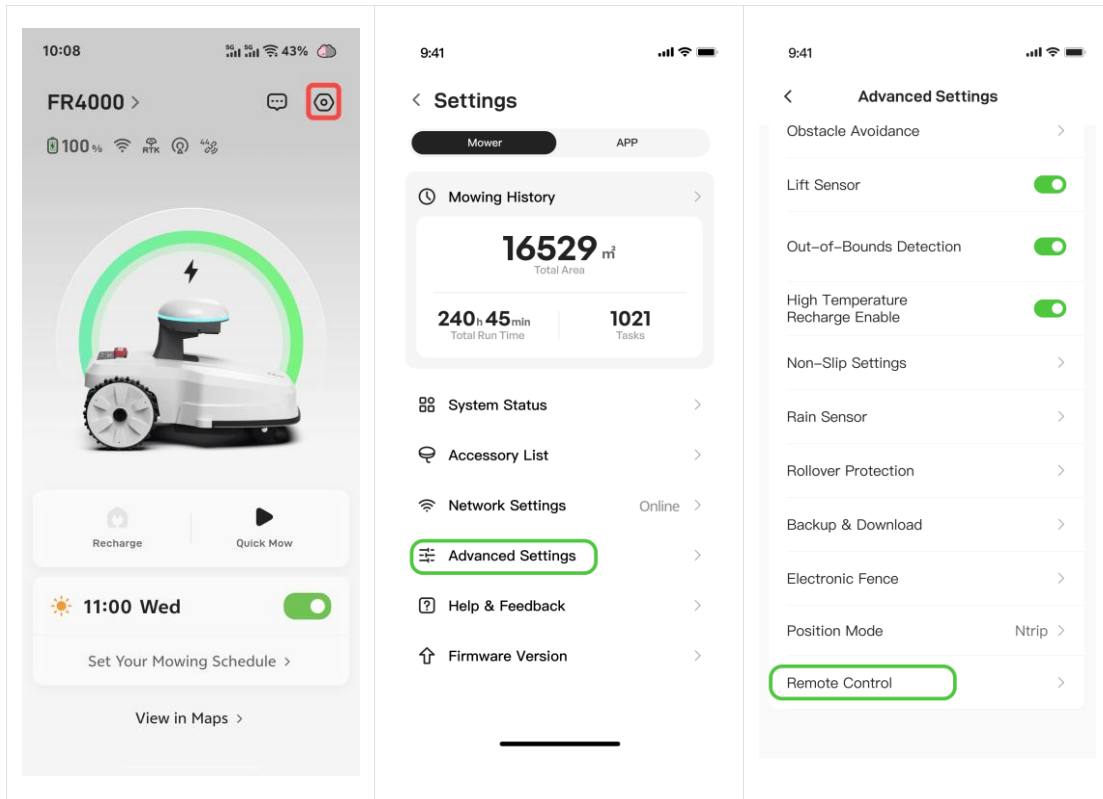 10:08
5G 5G 43%
FR4000 >
100% RTK
Recharge
Quick Mow
11:00 Wed
Set Your Mowing Schedule >
View in Maps >
9:41
< Settings
Mower
APP
Mowing History >
16529 ㎡
Total Area
240h 45min
Total Run Time
1021
Tasks
System Status >
Accessory List >
Network Settings Online >
Advanced Settings >
Help & Feedback >
Firmware Version >
9:41
< Advanced Settings
Obstacle Avoidance >
Lift Sensor
Out-of-Bounds Detection
High Temperature
Recharge Enable
Non-Slip Settings >
Rain Sensor >
Rollover Protection >
Backup & Download >
Electronic Fence >
Position Mode Ntrip >
Remote Control >